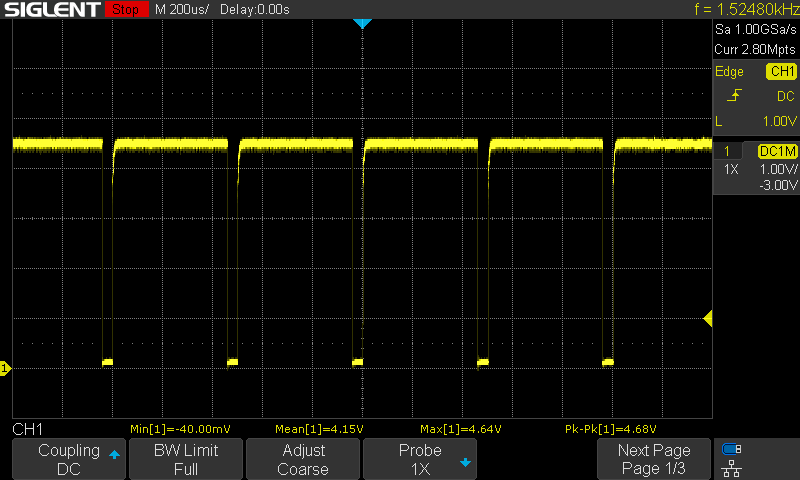 SIGLENT Stop M 200us/ Delay:0.00s f = 1.52480kHz
Sa 1.00GSa/s
Curr 2.80Mpts
Edge CH1
DC
L 1.00V
1 DC1M
1X 1.00V/
-3.00V
1
CH1 Min[1]=-40.00mV Mean[1]=4.15V Max[1]=4.64V Pk-Pk[1]=4.68V
Coupling BW Limit Adjust Probe Next Page
DC Full Coarse 1X Page 1/3